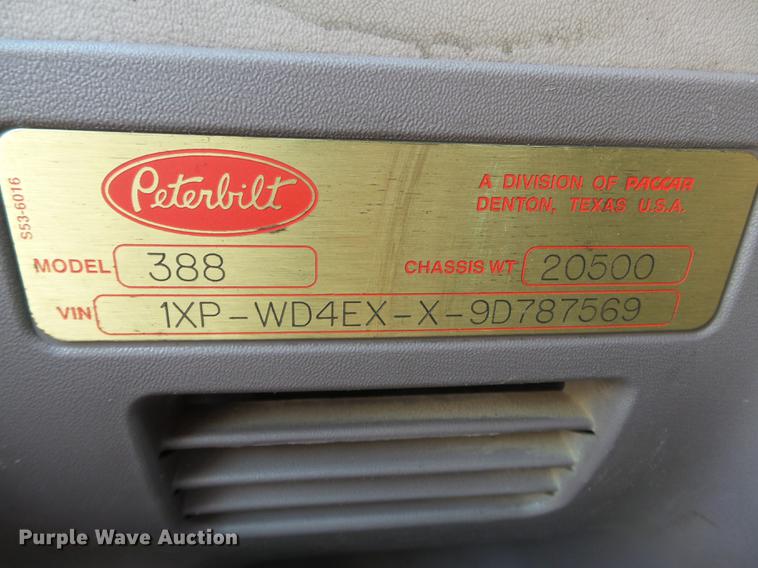 Peterbilt
A DIVISION OF PACCAR
DENTON, TEXAS U.S.A.
S53-6016
MODEL 388 CHASSIS WT 20500
VIN 1XP-WD4EX-X-9D787569
Purple Wave Auction